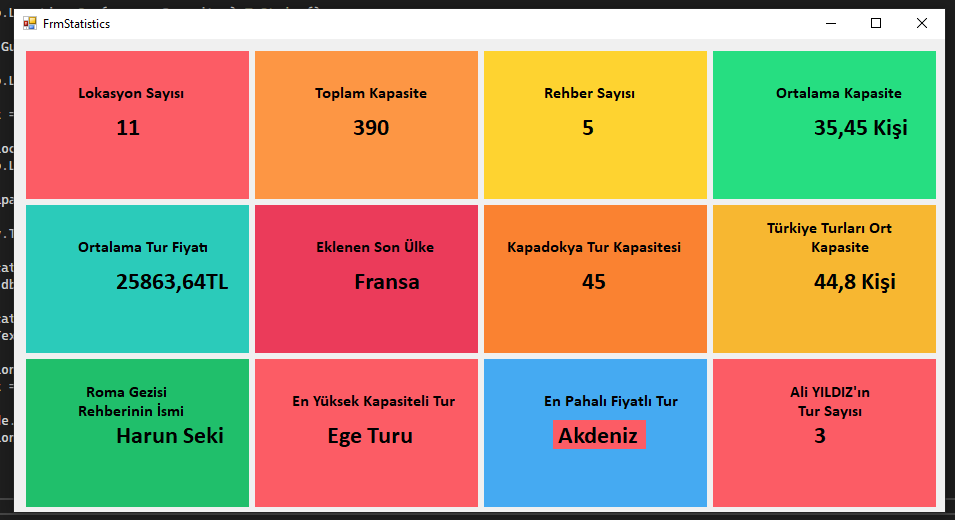 FrmStatistics
Lokasyon Sayısı
11
Toplam Kapasite
390
Rehber Sayısı
5
Ortalama Kapasite
35,45 Kişi
Ortalama Tur Fiyatı
25863,64TL
Eklenen Son Ülke
Fransa
Kapadokya Tur Kapasitesi
45
Türkiye Turları Ort
Kapasite
44,8 Kişi
Roma Gezisi
Rehberinin İsmi
Harun Seki
En Yüksek Kapasiteli Tur
Ege Turu
En Pahalı Fiyatlı Tur
Akdeniz
Ali YILDIZ'ın
Tur Sayısı
3